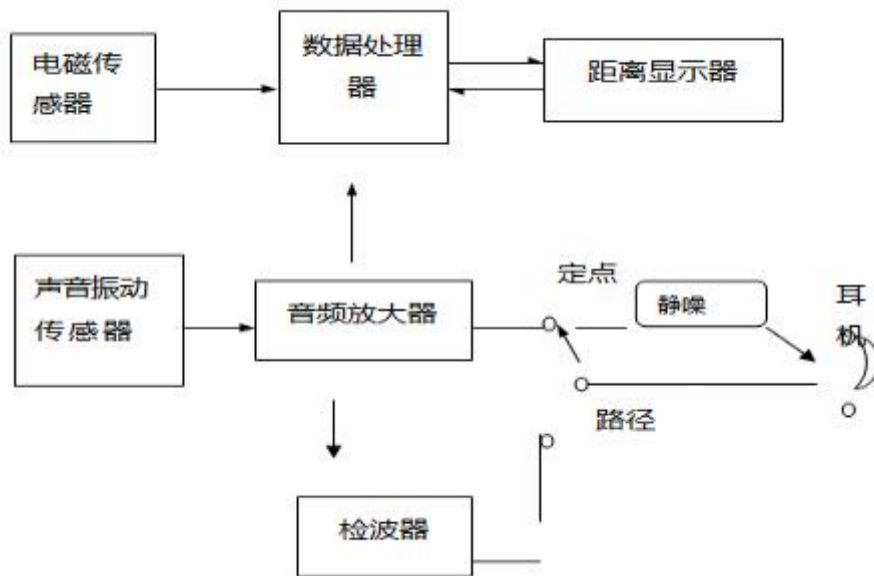 电磁传
感器
数据处理
器
距离显示器
声音振动
传感器
音频放大器
定点
静噪
耳
机
路径
检波器